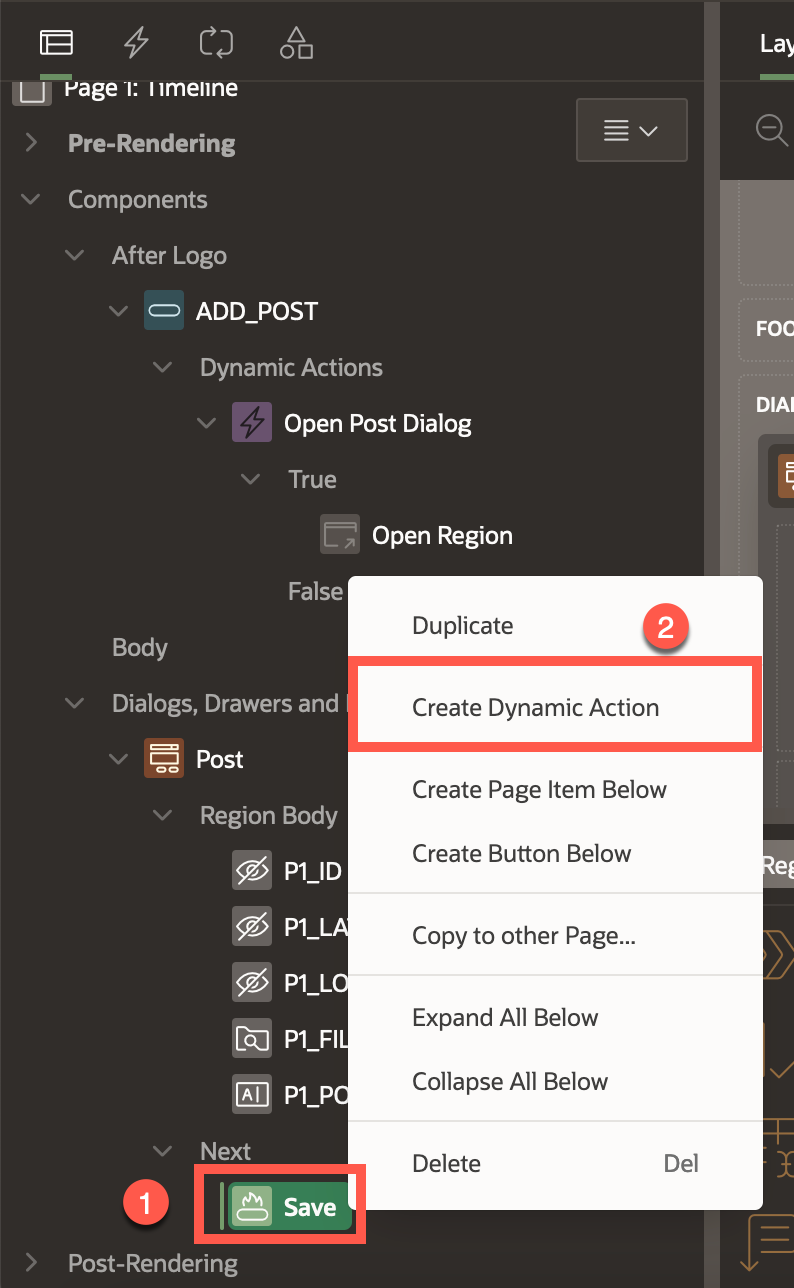 Lay
Page 1: Timeline
Pre-Rendering
Components
After Logo
ADD_POST
FOO
Dynamic Actions
DIA
Open Post Dialog
True
Open Region
False
Duplicate
2
Body
Create Dynamic Action
Dialogs, Drawers and
Post
Create Page Item Below
Region Body
Create Button Below
P1_ID
Reg
P1_LA
Copy to other Page...
P1_LO
Expand All Below
P1_FIL
Collapse All Below
P1_PO
Next
Delete Del
1
Save
Post-Rendering